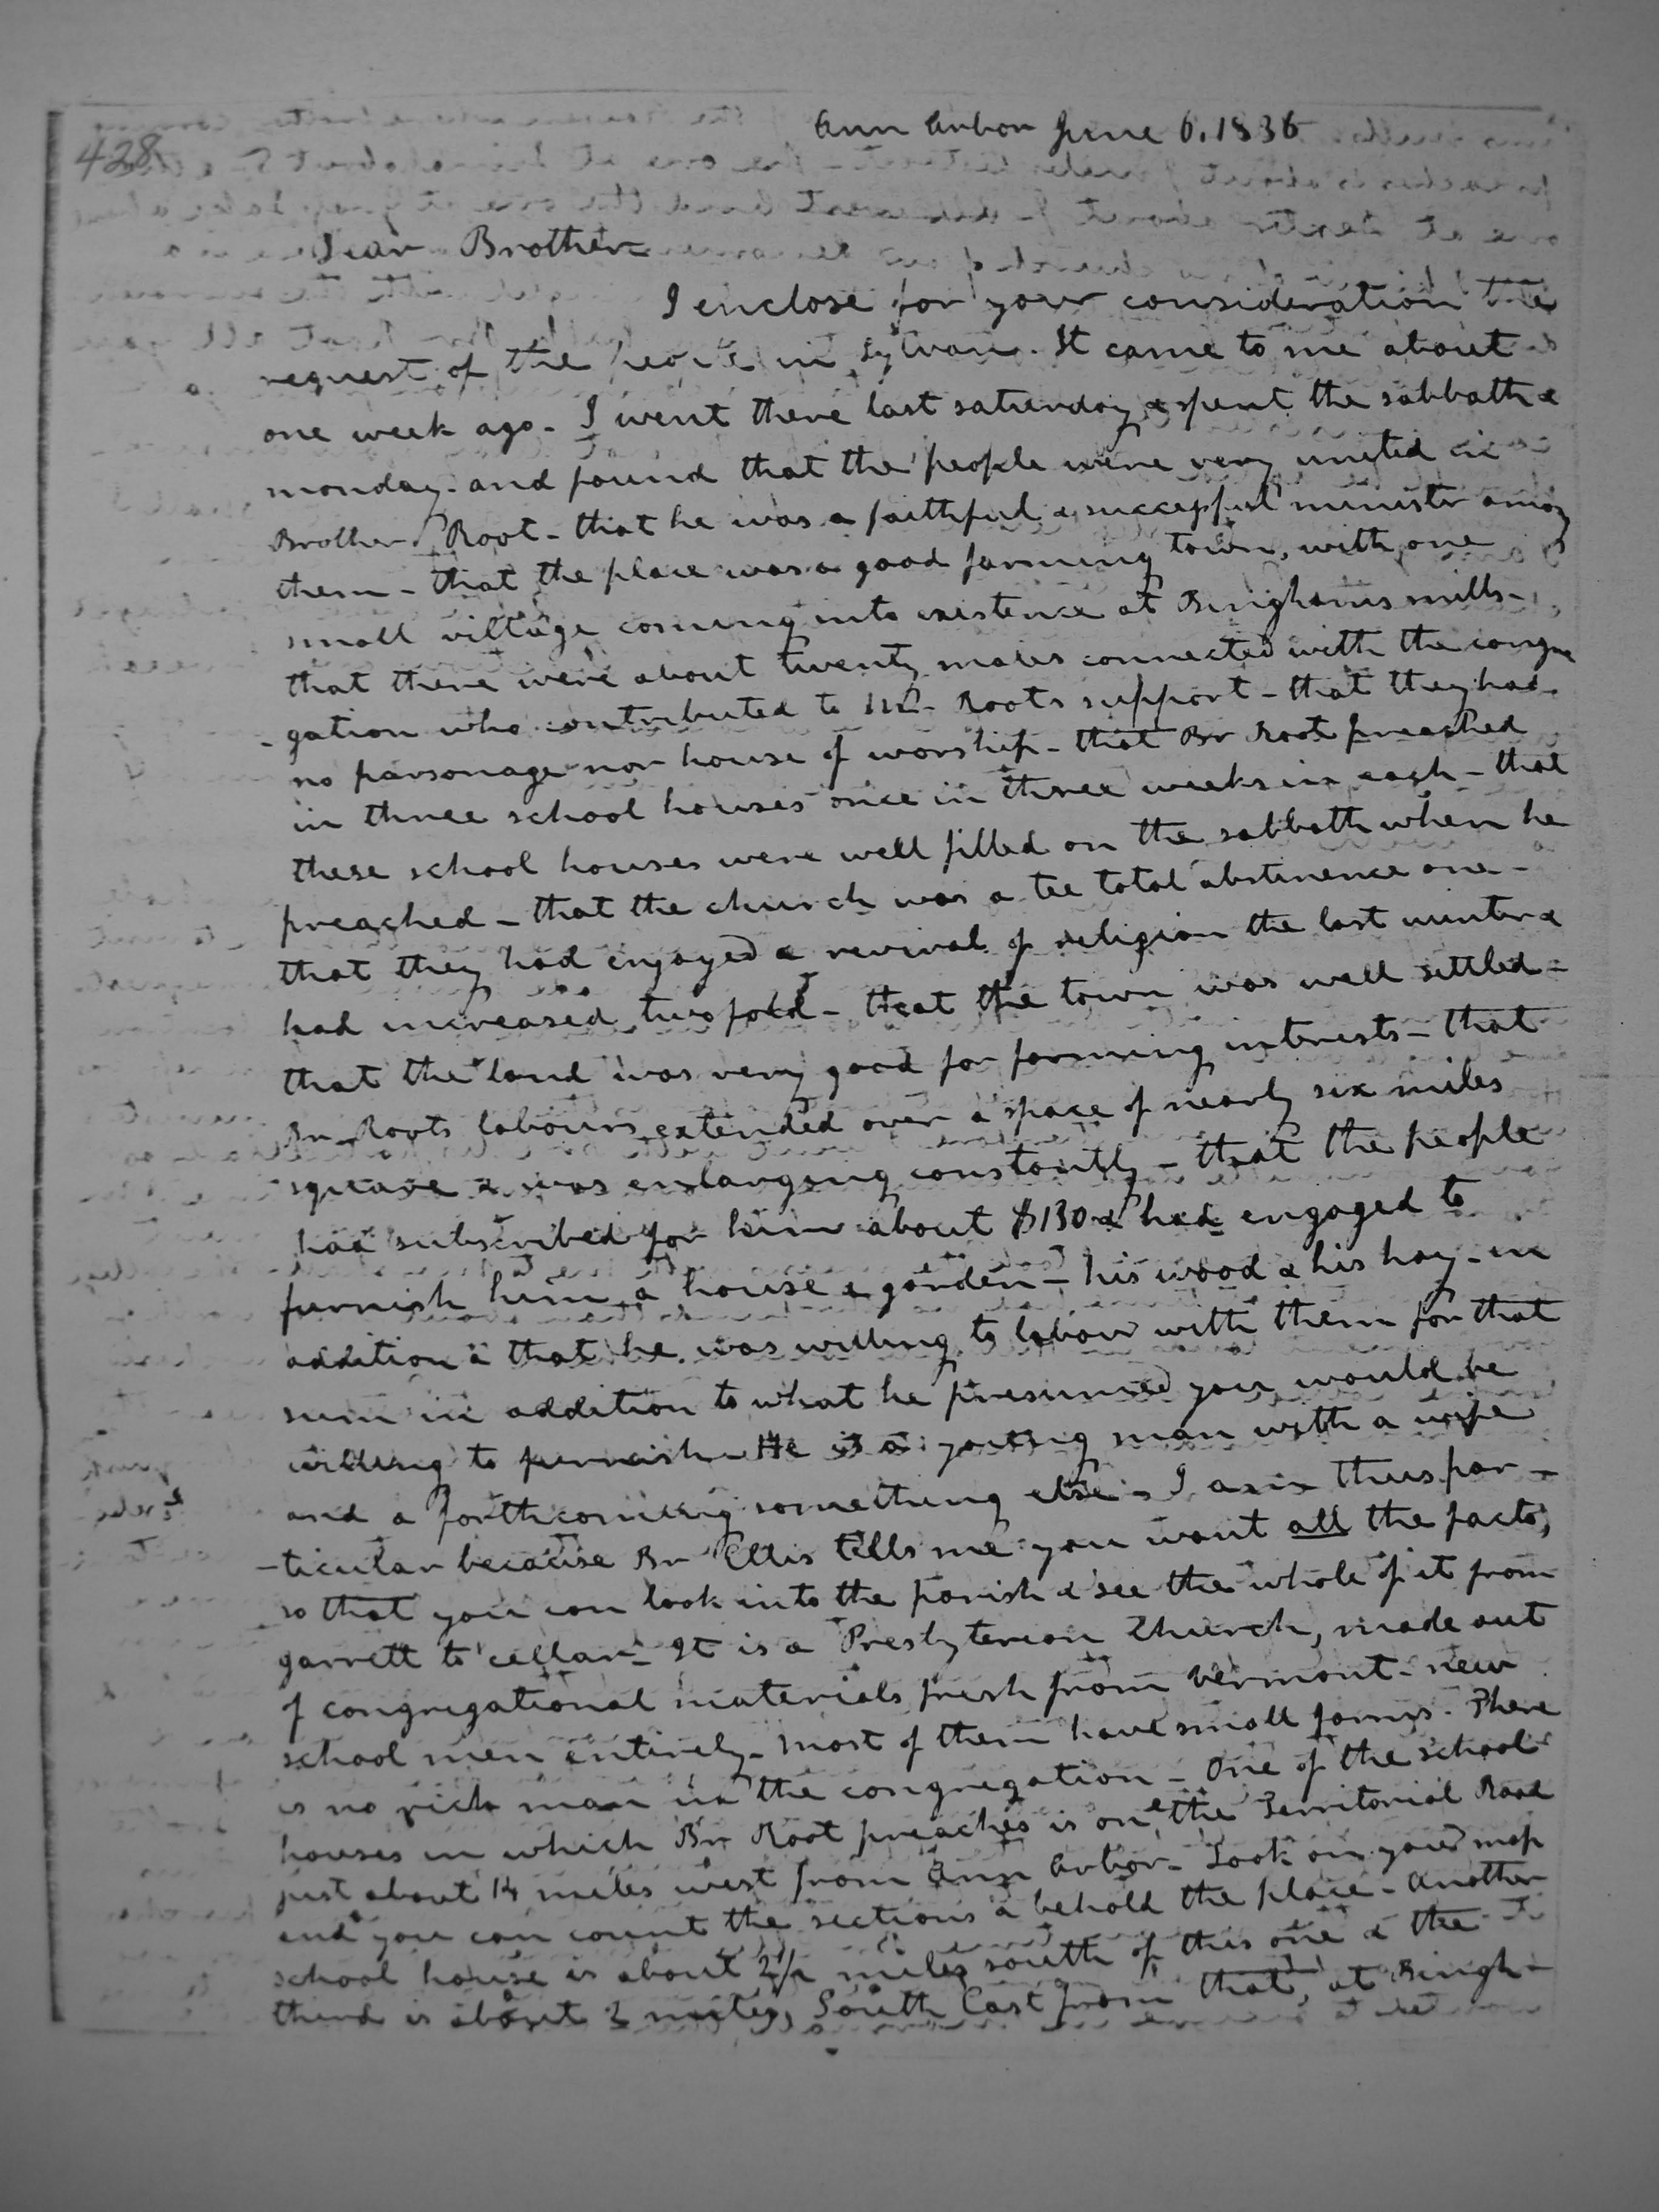 428
Ann Arbor June 6. 1836
Dear Brother
I enclose for your consideration the
request of the people in Sylvan. It came to me about
one week ago - I went there last saturday & spent the sabbath &
monday - and found that the people were very united in
Brother Root - that he was a faithful & successful minister among
them - that the place was a good farming town, with one
small village coming into existence at Binghams mills -
that there were about twenty males connected with the congre
-gation who contributed to Mr. Roots support - that they had
no parsonage nor house of worship - that Br Root preached
in three school houses once in three weeks in each - that
these school houses were well filled on the sabbath when he
preached - that the church was a tee total abstinence one -
that they had enjoyed a revival of religion the last winter &
had increased two fold - that the town was well settled -
that the land was very good for farming interests - that
Br Roots labours extended over a space of nearly six miles
square & was enlarging constantly - that the people
had subscribed for him about $130 & had engaged to
furnish him a house & garden - his wood & his hay - in
addition & that he was willing to labour with them for that
sum in addition to what he presumed you would be
willing to furnish - He is a young man with a wife
and a forthcoming something else - I am thus par -
-ticular because Br Ellis tells me you want all the facts,
so that you can look into the parish & see the whole of it from
garrett to cellar - It is a Presbyterian Church, made out
of congregational materials fresh from Vermont - new
school men entirely - most of them have small farms. There
is no rich man in the congregation - One of the school
houses in which Br Root preaches is on the Territorial Road
just about 14 miles west from Ann Arbor - Look on your map
and you can count the sections & behold the place - Another
school house is about 2 1/2 miles south of this one & the
third is about 2 miles, South East from that, at Bingh-